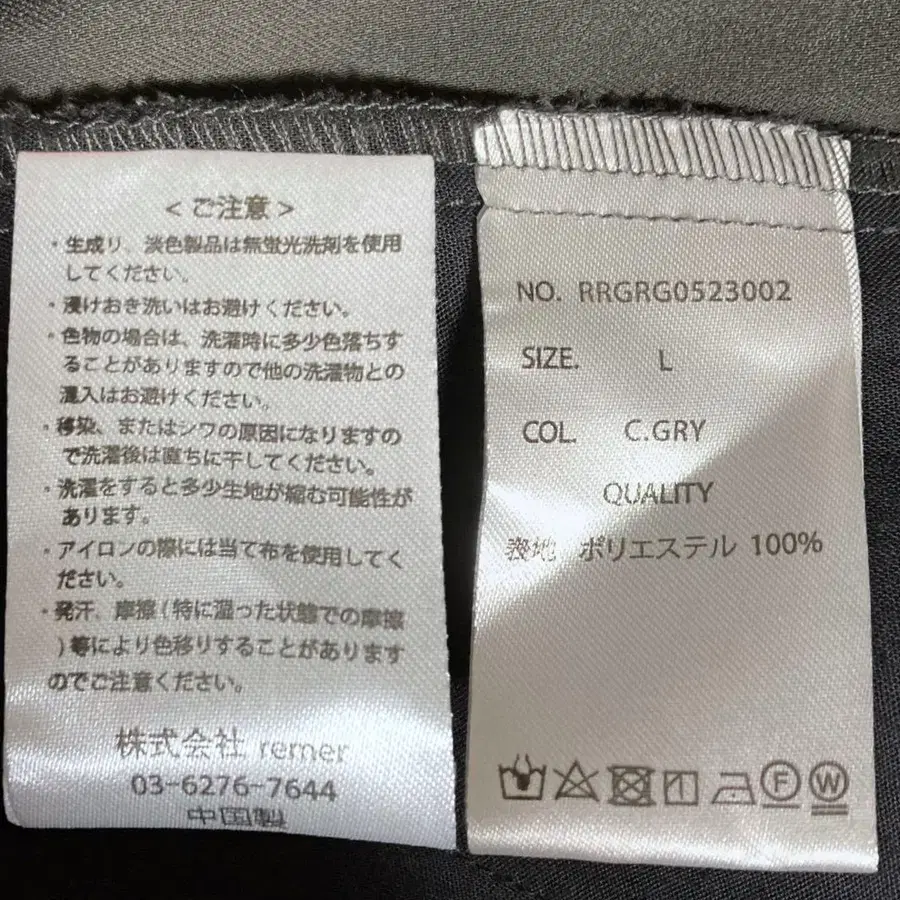 <ご注意>
・生成り、淡色製品は無蛍光洗剤を使用
してください。
・浸けおき洗いはお避けください。
・色物の場合は、洗濯時に多少色落ちす
ることがありますので他の洗濯物との
混入はお避けください。
・移染、またはシワの原因になりますの
で洗濯後は直ちに干してください。
・洗濯をすると多少生地が縮む可能性が
あります。
・アイロンの際には当て布を使用してく
ださい。
・発汗、摩擦(特に湿った状態での摩擦
)等により色移りすることがあります
のでご注意ください。
株式会社 remer
03-6276-7644
中国製
NO. RRGRG0523002
SIZE. L
COL. C.GRY
QUALITY
表地 ポリエステル 100%
F W